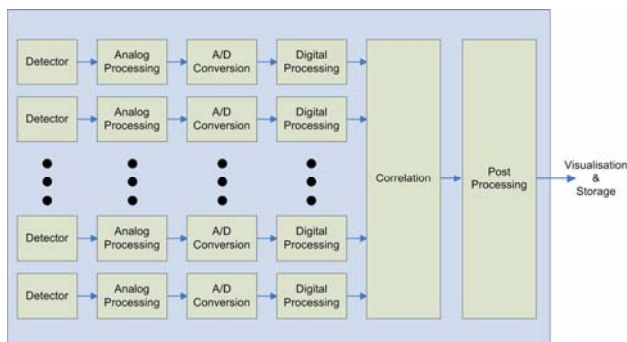 Detector
Analog
Processing
A/D
Conversion
Digital
Processing
Detector
Analog
Processing
A/D
Conversion
Digital
Processing
Correlation
Post
Processing
Visualisation
&
Storage
Detector
Analog
Processing
A/D
Conversion
Digital
Processing
Detector
Analog
Processing
A/D
Conversion
Digital
Processing